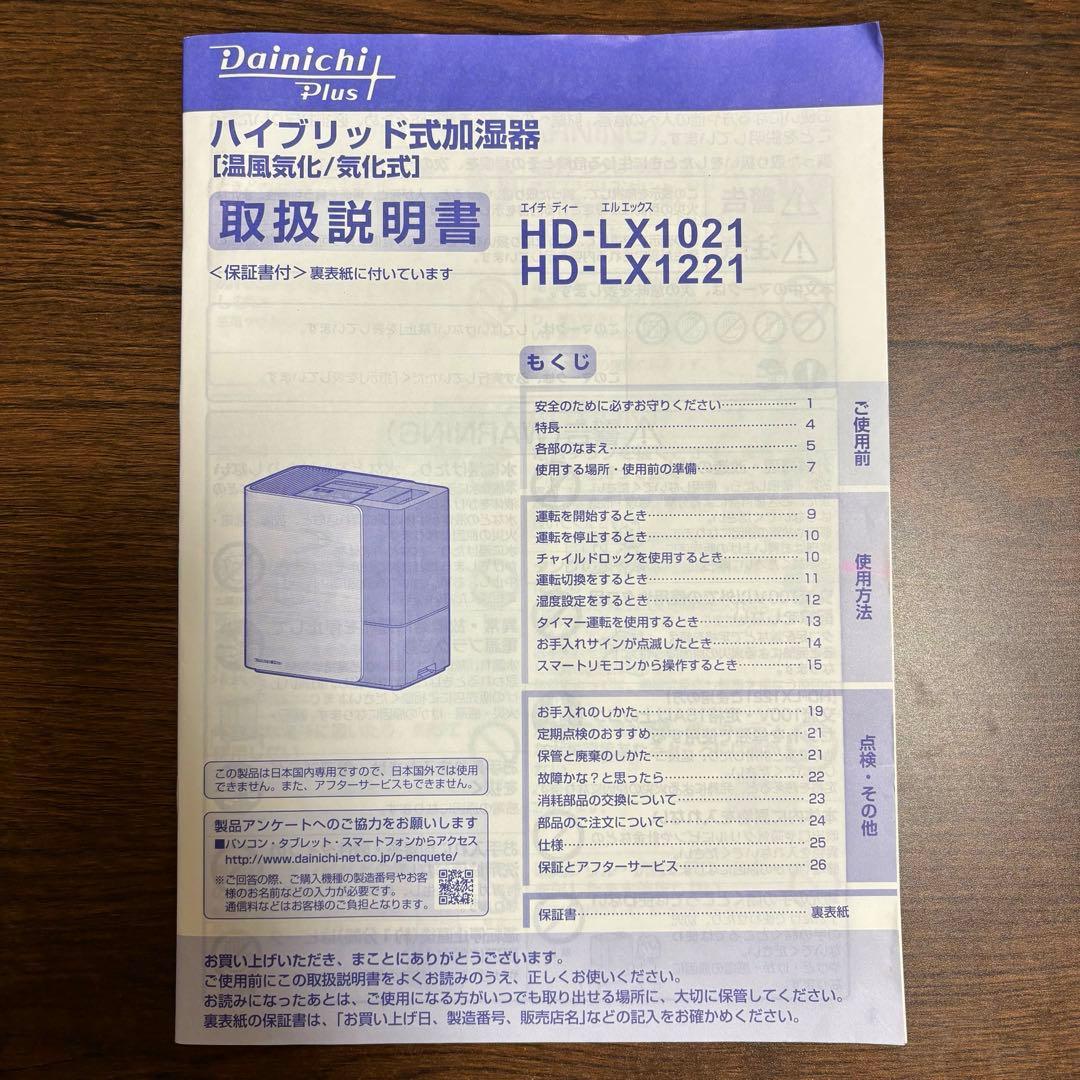 Dainichi
Plus
ハイブリッド式加湿器
[温風気化/気化式]
取扱説明書
エイチ ディー エルエックス
HD-LX1021
HD-LX1221
<保証書付>裏表紙に付いています
もくじ
ご使用前
安全のために必ずお守りください……………… 1
特長…………………………………………… 4
各部のなまえ………………………………… 5
使用する場所・使用前の準備………………… 7
使用方法
運転を開始するとき………………………… 9
運転を停止するとき………………………… 10
チャイルドロックを使用するとき…………… 10
運転切換をするとき………………………… 11
湿度設定をするとき………………………… 12
タイマー運転を使用するとき………………… 13
お手入れサインが点滅したとき……………… 14
スマートリモコンから操作するとき………… 15
点検・その他
お手入れのしかた…………………………… 19
定期点検のおすすめ………………………… 21
保管と廃棄のしかた………………………… 21
故障かな?と思ったら……………………… 22
消耗部品の交換について…………………… 23
部品のご注文について……………………… 24
仕様…………………………………………… 25
保証とアフターサービス…………………… 26
保証書………………………………………… 裏表紙
この製品は日本国内専用ですので、日本国外では使用
できません。また、アフターサービスもできません。
製品アンケートへのご協力をお願いします
■パソコン・タブレット・スマートフォンからアクセス
http://www.dainichi-net.co.jp/p-enquete/
※ご回答の際、ご購入機種の製造番号やお客
様のお名前などの入力が必要です。
通信料などはお客様のご負担となります。
お買い上げいただき、まことにありがとうございます。
ご使用前にこの取扱説明書をよくお読みのうえ、正しくお使いください。
お読みになったあとは、ご使用になる方がいつでも取り出せる場所に、大切に保管してください。
裏表紙の保証書は、「お買い上げ日、製造番号、販売店名」などの記入をお確かめください。